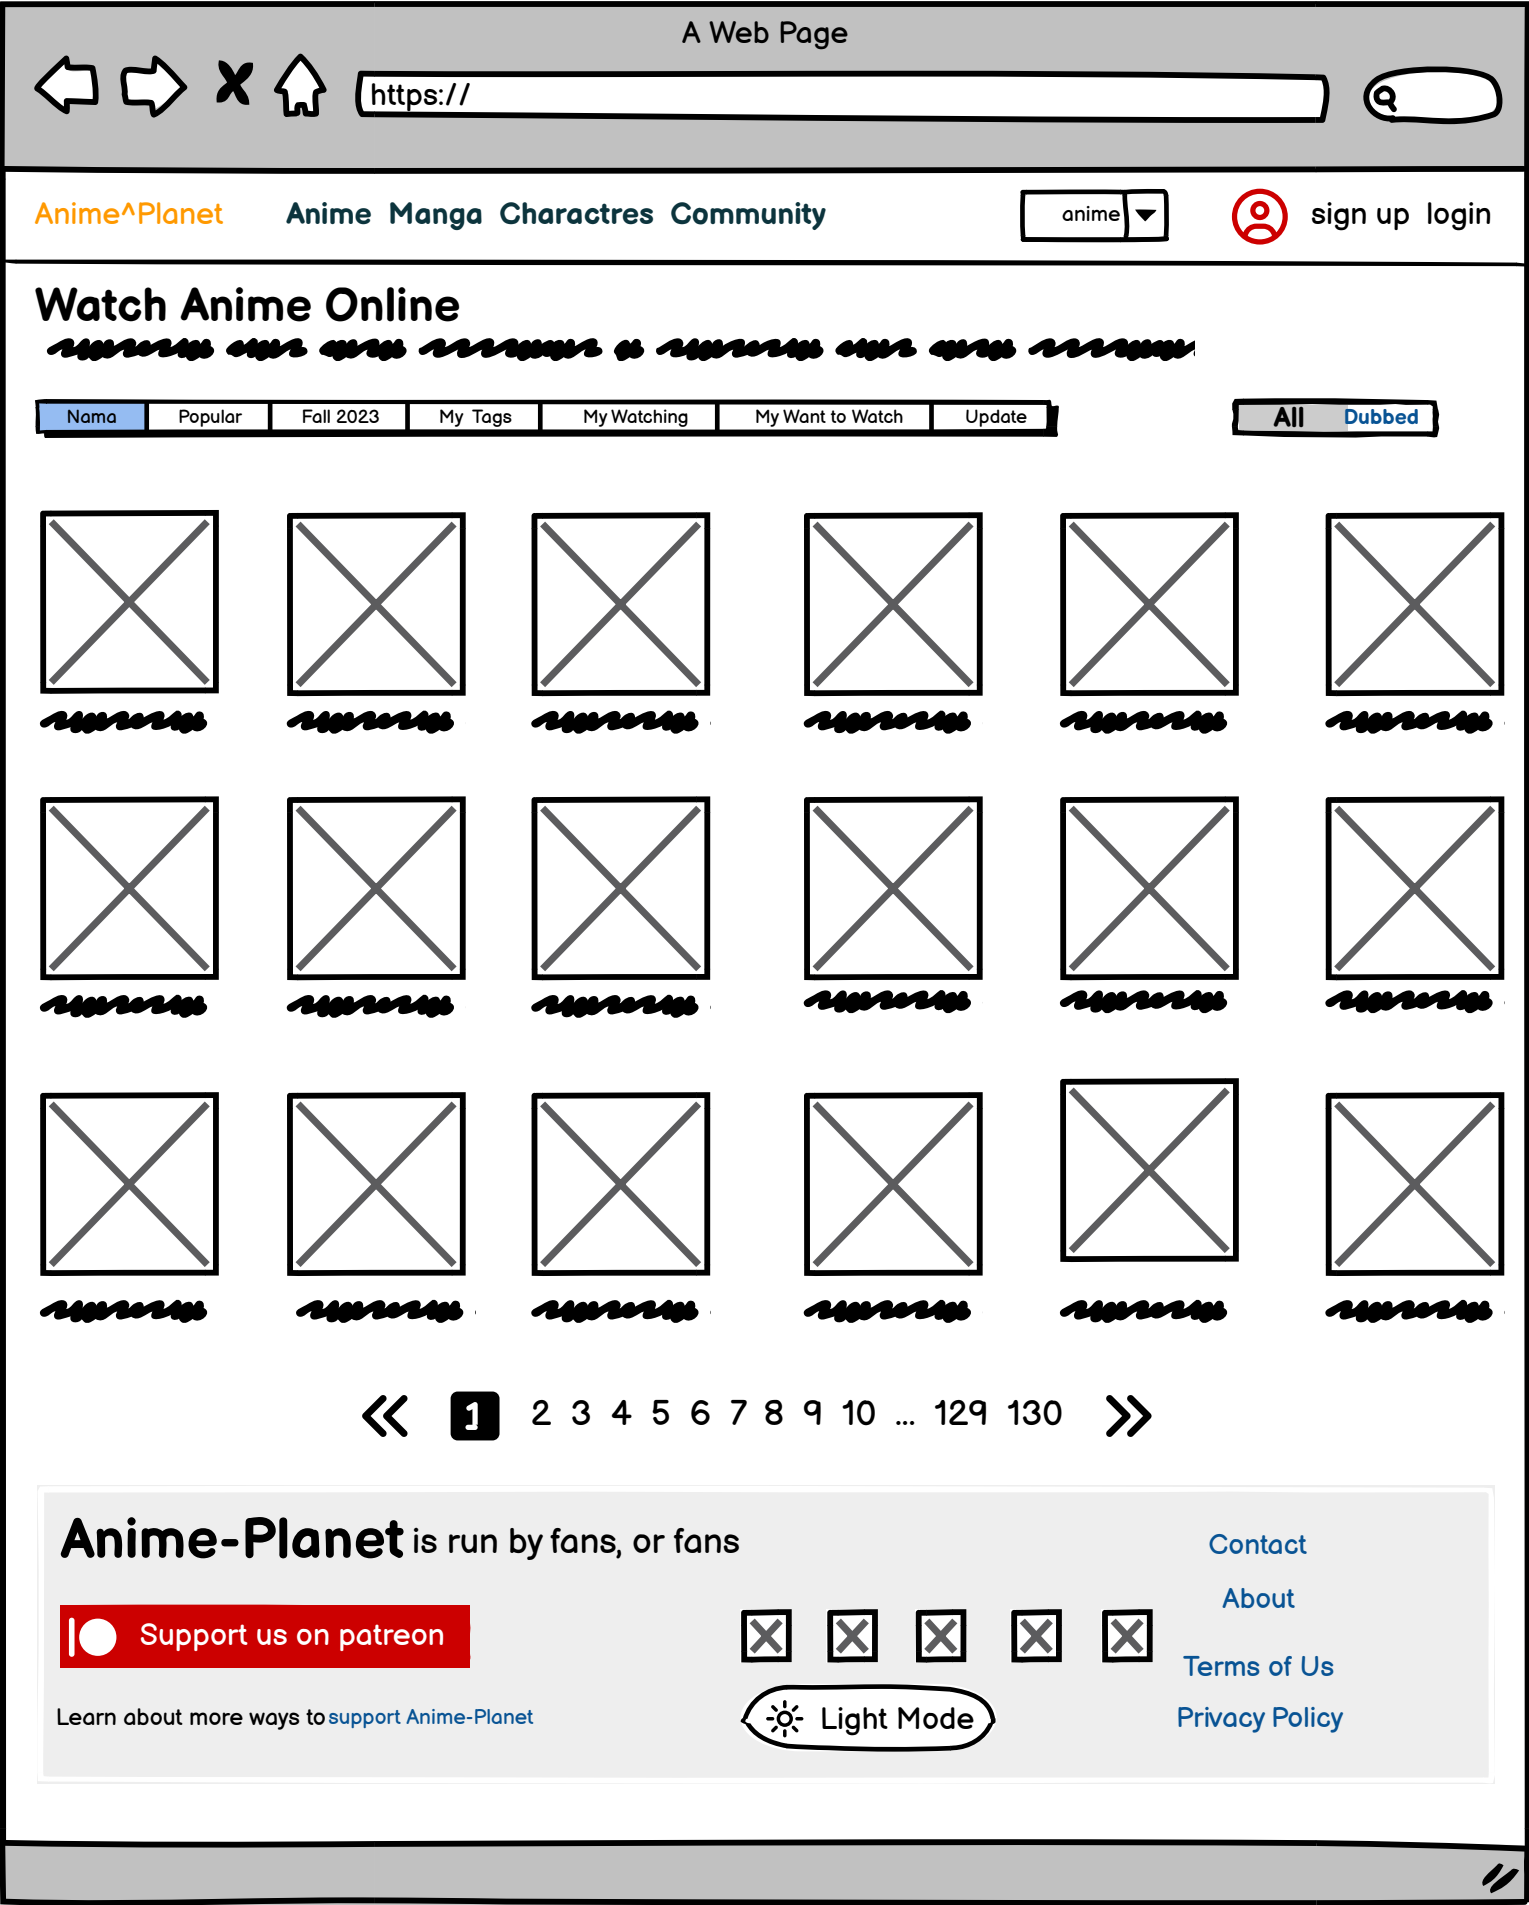 A Web Page
https://
Anime^Planet Anime Manga Charactres Community anime sign up login
Watch Anime Online
Nama Popular Fall 2023 My Tags My Watching My Want to Watch Update All Dubbed
1 2 3 4 5 6 7 8 9 10 ... 129 130
Anime-Planet is run by fans, or fans
Contact
About
Support us on patreon
Terms of Us
Learn about more ways to support Anime-Planet
Light Mode
Privacy Policy